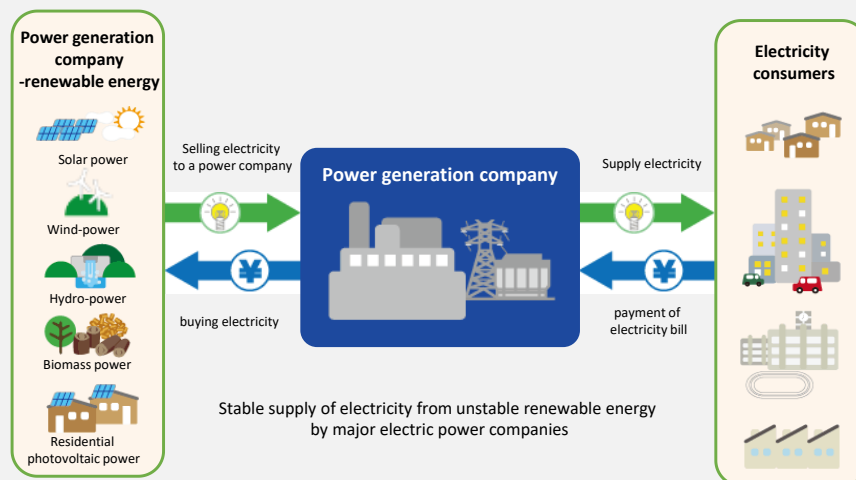 Power generation
company
-renewable energy
Solar power
Wind-power
Hydro-power
Biomass power
Residential
photovoltaic power
Selling electricity
to a power company
¥
buying electricity
Power generation company
Supply electricity
¥
payment of
electricity bill
Stable supply of electricity from unstable renewable energy
by major electric power companies
Electricity
consumers